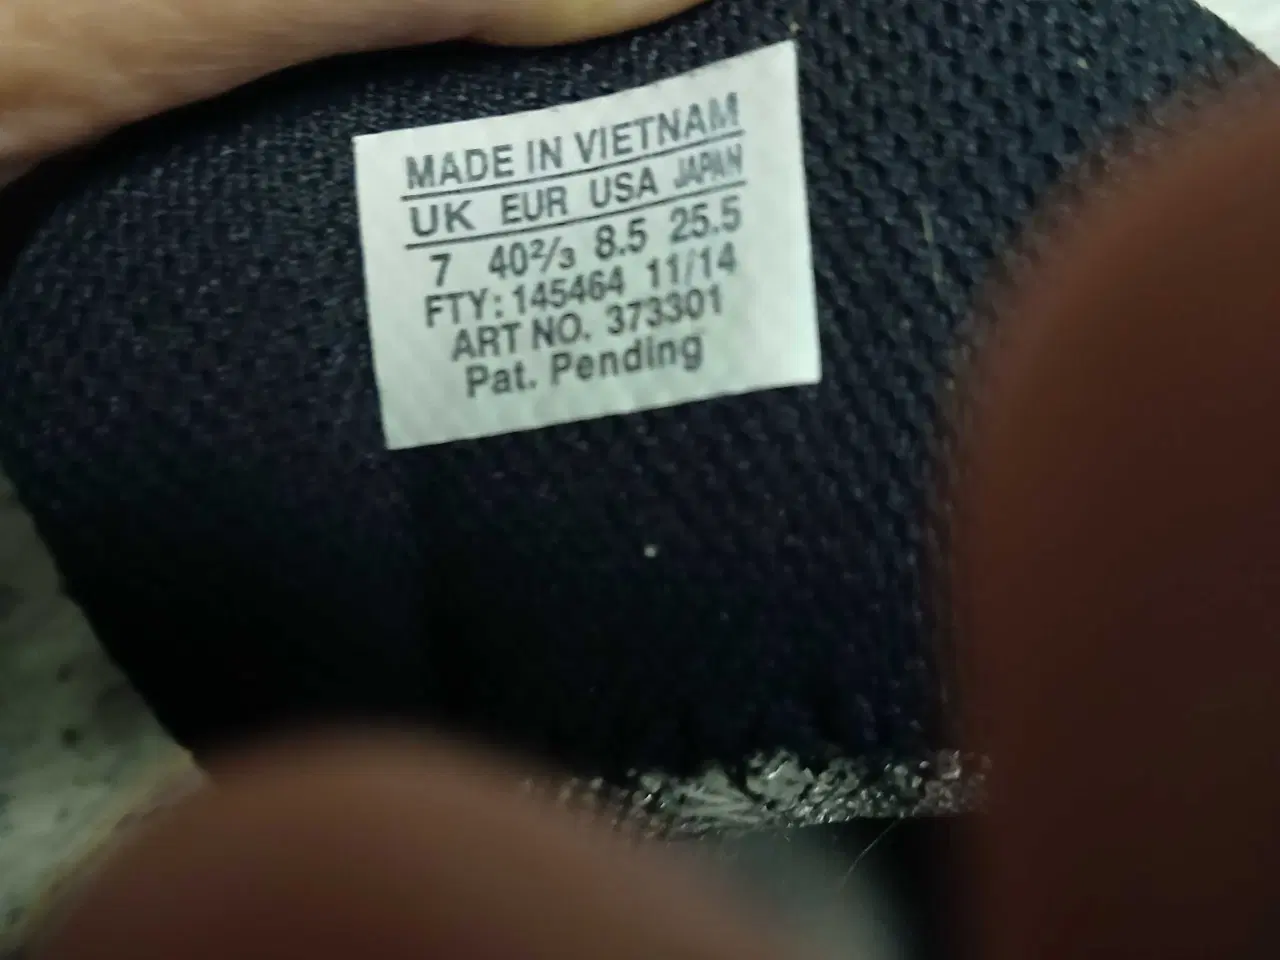 MADE IN VIETNAM
UK EUR USA JAPAN
7 40⅔ 8.5 25.5
FTY: 145464 11/14
ART NO. 373301
Pat. Pending